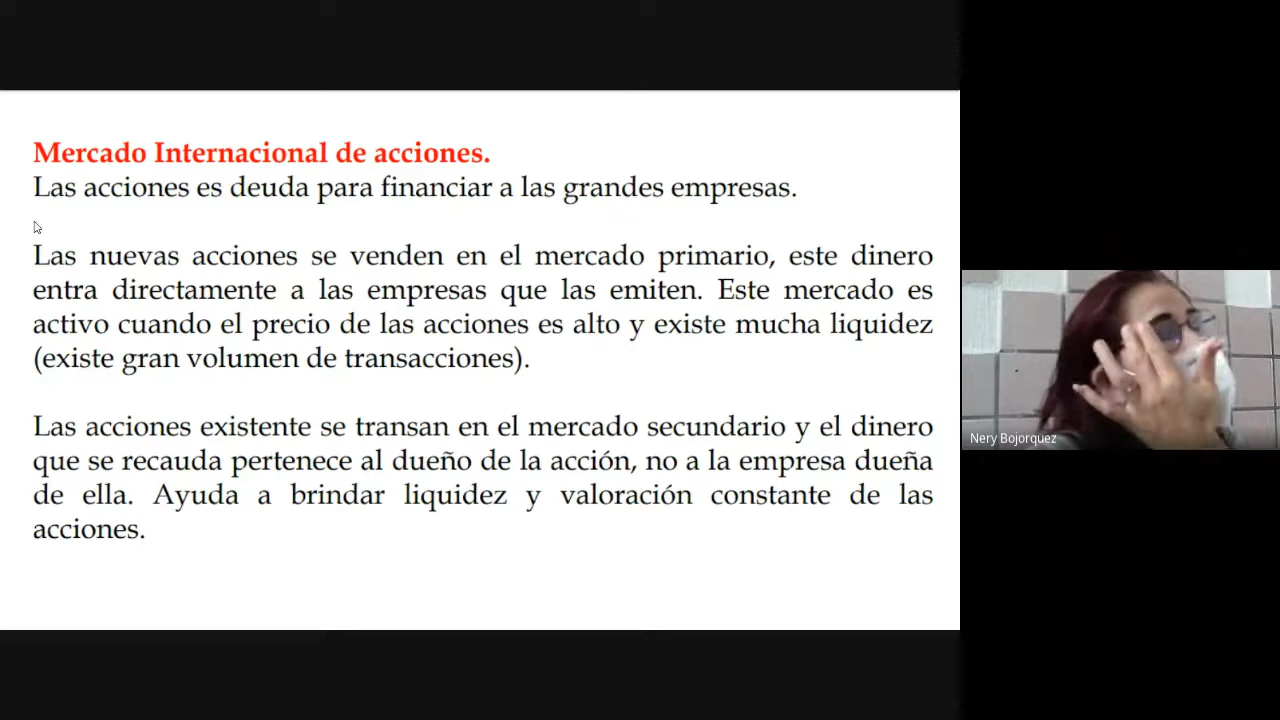 Mercado Internacional de acciones.
Las acciones es deuda para financiar a las grandes empresas.
Las nuevas acciones se venden en el mercado primario, este dinero
entra directamente a las empresas que las emiten. Este mercado es
activo cuando el precio de las acciones es alto y existe mucha liquidez
(existe gran volumen de transacciones).
Las acciones existente se transan en el mercado secundario y el dinero
que se recauda pertenece al dueño de la acción, no a la empresa dueña
de ella. Ayuda a brindar liquidez y valoración constante de las
acciones.
Nery Bojorquez